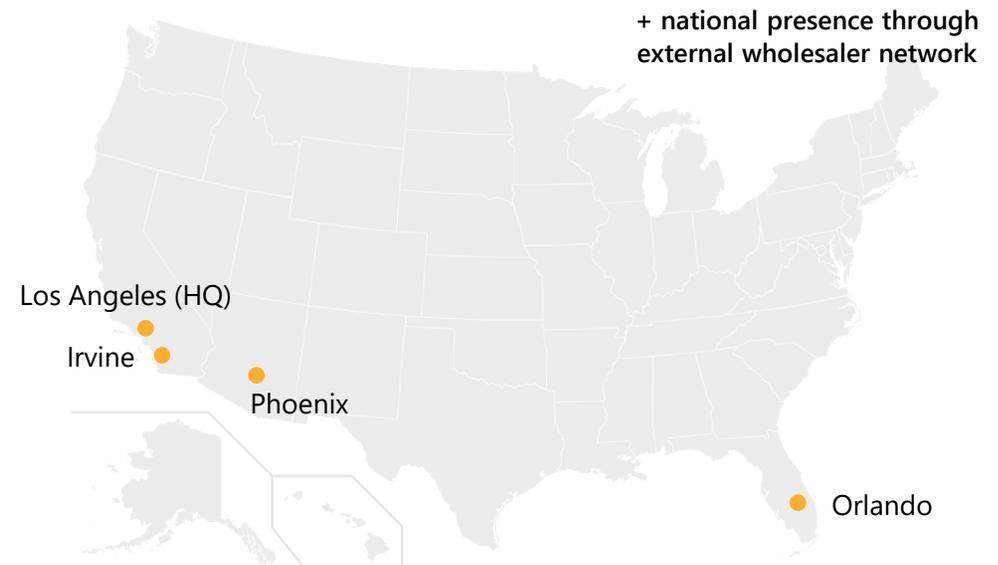 + national presence through
external wholesaler network
Los Angeles (HQ)
Irvine
Phoenix
Orlando